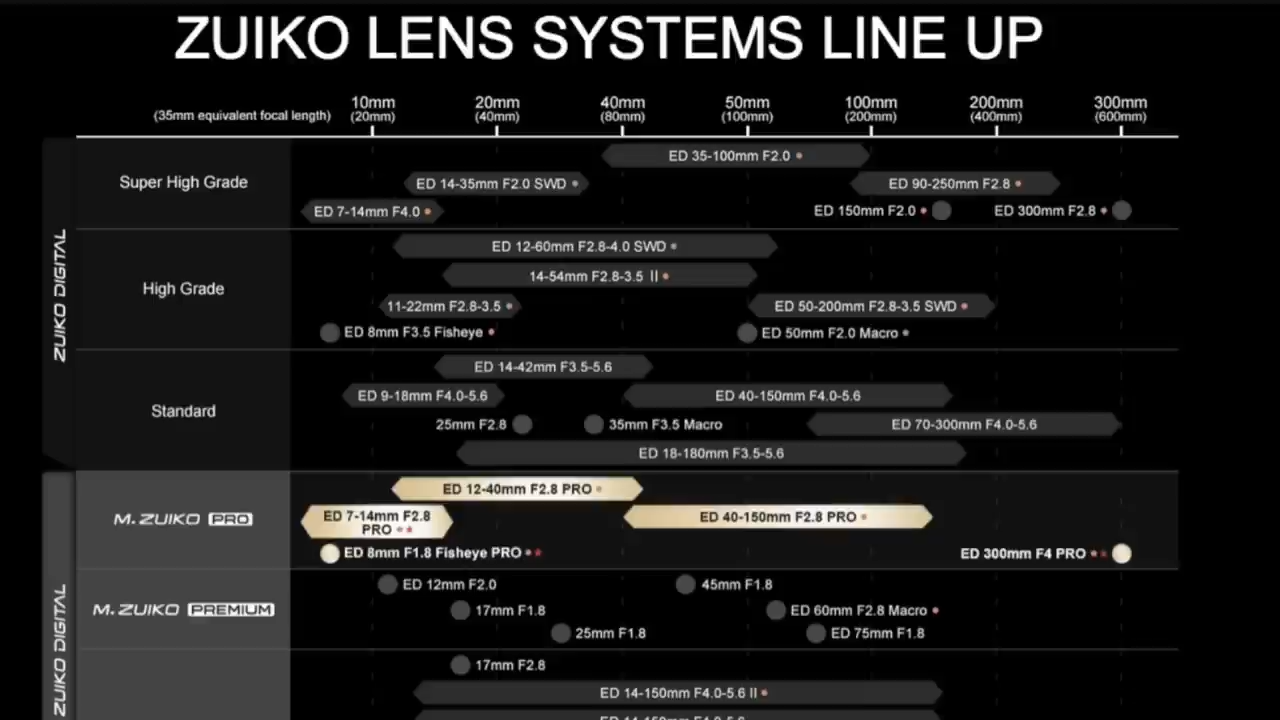 ZUIKO LENS SYSTEMS LINE UP
10mm 20mm 40mm 50mm 100mm 200mm 300mm
(35mm equivalent focal length) (20mm) (40mm) (80mm) (100mm) (200mm) (400mm) (600mm)
ZUIKO DIGITAL
Super High Grade
ED 35-100mm F2.0
ED 14-35mm F2.0 SWD ED 90-250mm F2.8
ED 7-14mm F4.0 ED 150mm F2.0 ED 300mm F2.8
High Grade
ED 12-60mm F2.8-4.0 SWD
14-54mm F2.8-3.5 II
11-22mm F2.8-3.5 ED 50-200mm F2.8-3.5 SWD
ED 8mm F3.5 Fisheye ED 50mm F2.0 Macro
Standard
ED 14-42mm F3.5-5.6
ED 9-18mm F4.0-5.6 ED 40-150mm F4.0-5.6
25mm F2.8 35mm F3.5 Macro ED 70-300mm F4.0-5.6
ED 18-180mm F3.5-5.6
ZUIKO DIGITAL
M.ZUIKO PRO
ED 12-40mm F2.8 PRO
ED 7-14mm F2.8
PRO
ED 40-150mm F2.8 PRO
ED 8mm F1.8 Fisheye PRO ED 300mm F4 PRO
M.ZUIKO PREMIUM
ED 12mm F2.0 45mm F1.8
17mm F1.8 ED 60mm F2.8 Macro
25mm F1.8 ED 75mm F1.8
17mm F2.8
ED 14-150mm F4.0-5.6 II